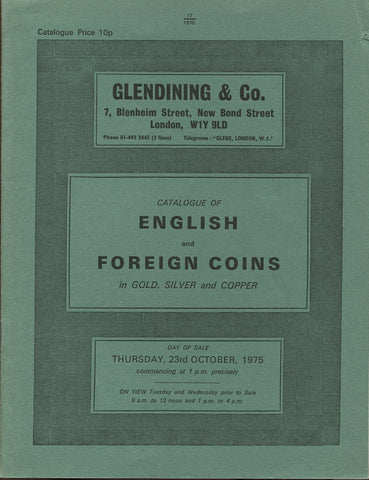 17
1975
Catalogue Price 10p
GLENDINING & Co.
7, Blenheim Street, New Bond Street
London, W1Y 9LD
Phone 01-493 2445 (3 lines) Telegrams: "GLENS, LONDON, W.1."
CATALOGUE OF
ENGLISH
and
FOREIGN COINS
in GOLD, SILVER and COPPER
DAY OF SALE
THURSDAY, 23rd OCTOBER, 1975
commencing at 1 p.m. precisely
ON VIEW Tuesday and Wednesday prior to Sale
9 a.m. to 12 noon and 1 p.m. to 4 p.m.